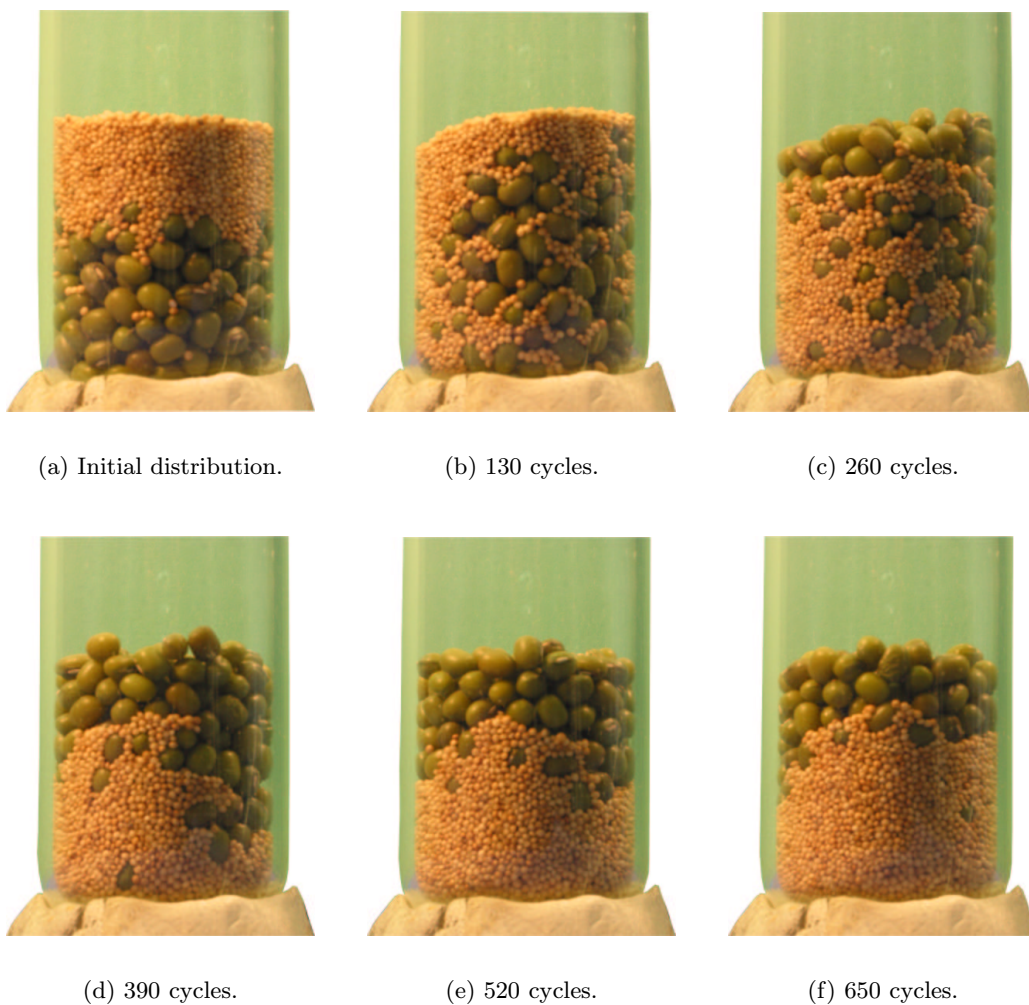 (a) Initial distribution.
(b) 130 cycles.
(c) 260 cycles.
(d) 390 cycles.
(e) 520 cycles.
(f) 650 cycles.